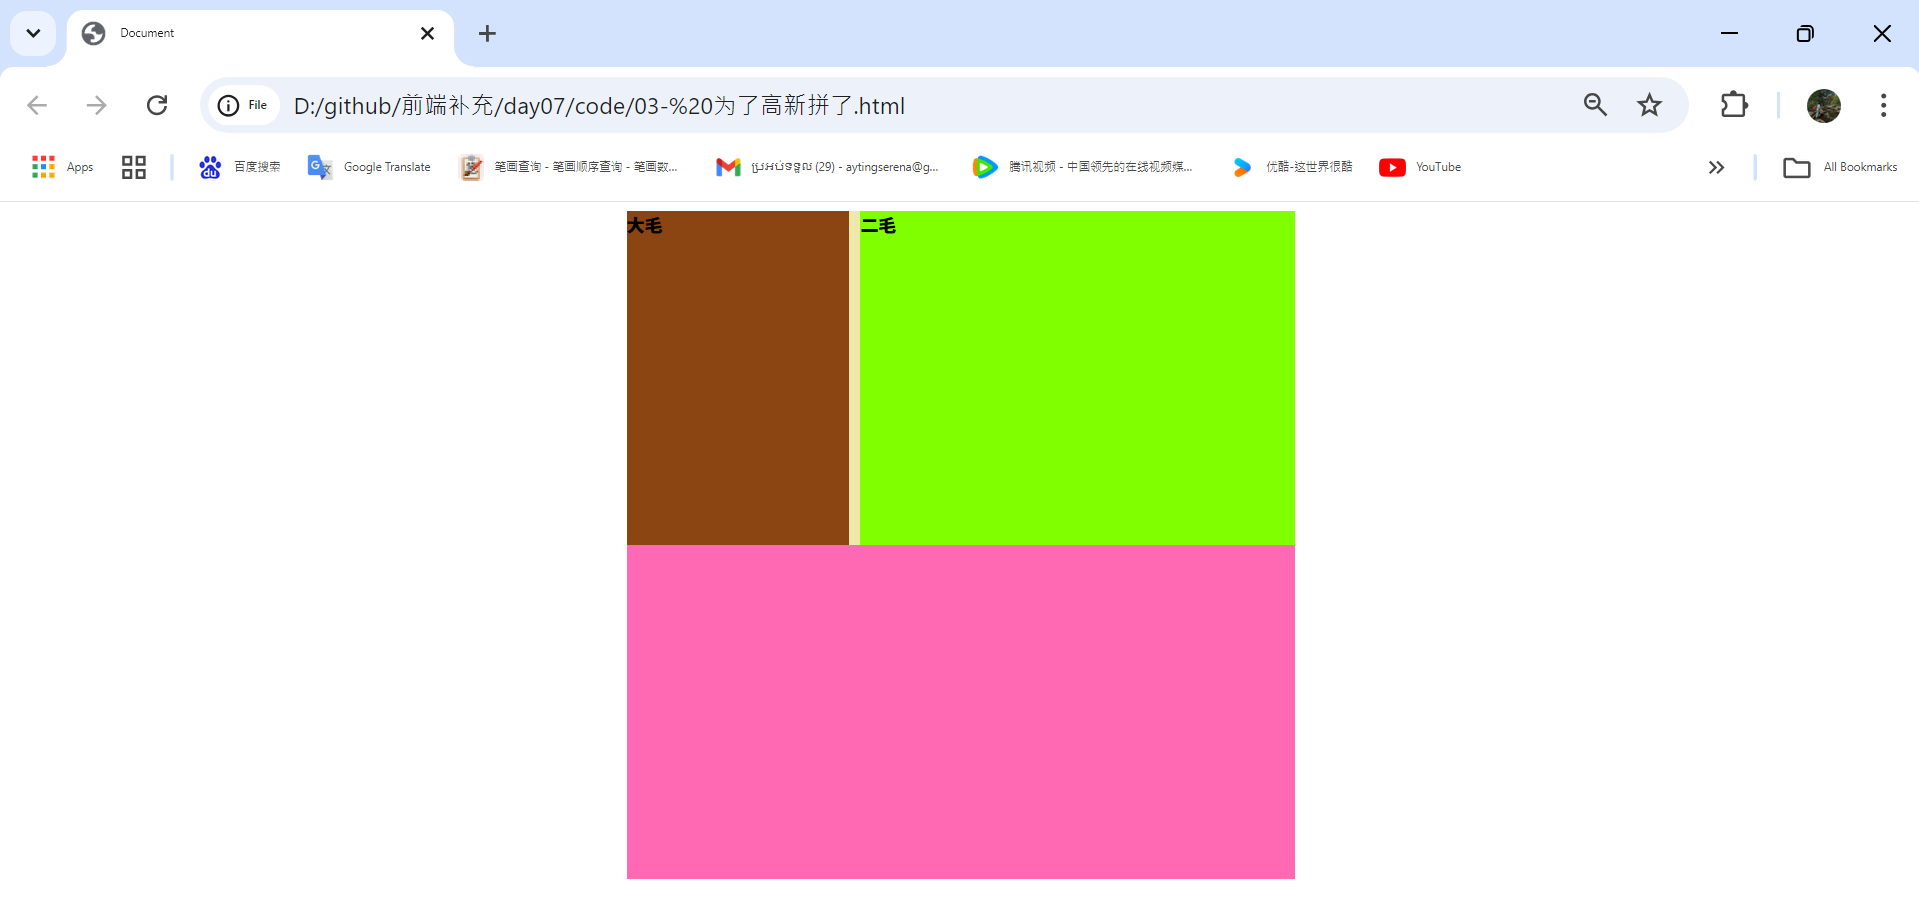 Document
File
D:/github/前端补充/day07/code/03-%20为了高新拼了.html
Apps
百度搜索
Google Translate
笔画查询 - 笔画顺序查询 - 笔画数...
ប្រអប់ទទួល (29) - aytingserena@g...
腾讯视频 - 中国领先的在线视频媒...
优酷-这世界很酷
YouTube
All Bookmarks
大毛
二毛